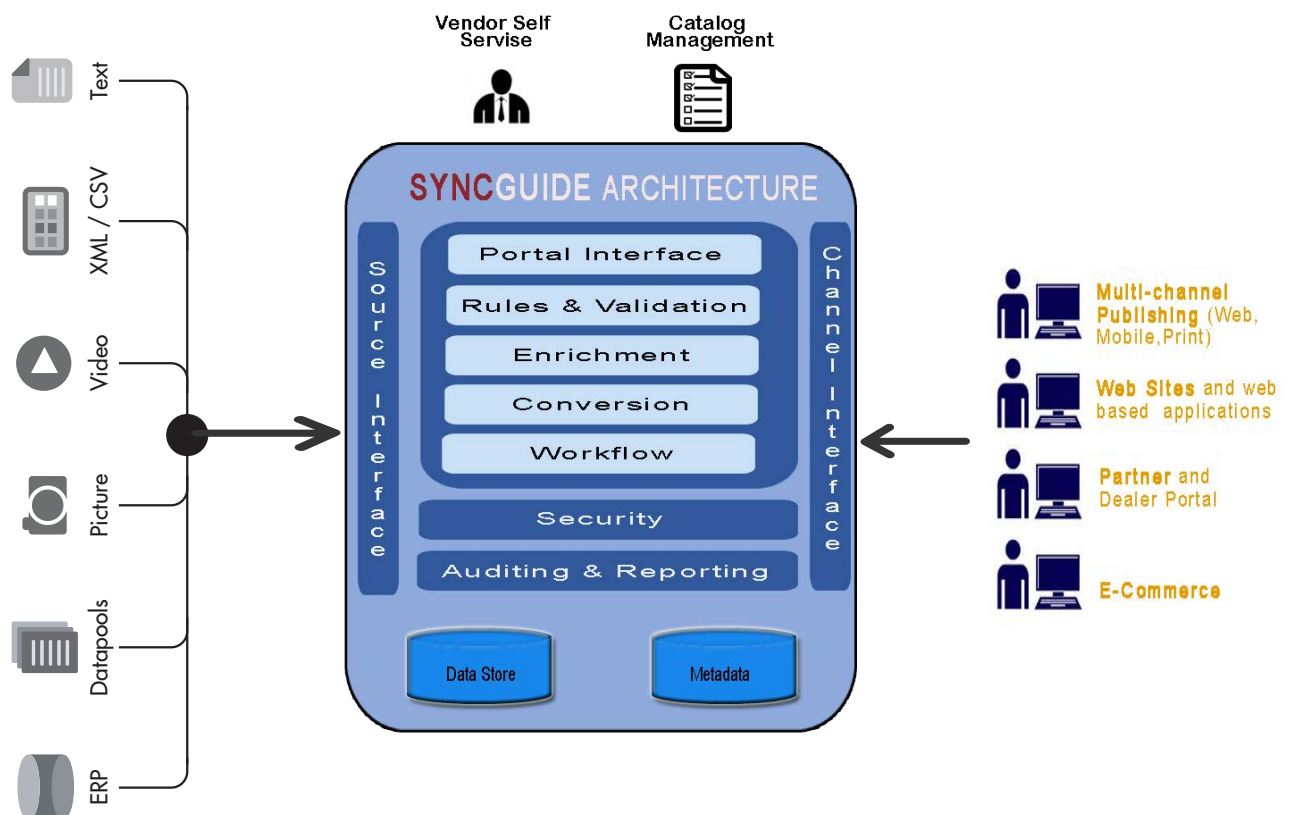 Vendor Self
Servise
Catalog
Management
Text
XML / CSV
Video
Picture
Datapools
ERP
SYNCGUIDE ARCHITECTURE
Source Interface
Portal Interface
Rules & Validation
Enrichment
Conversion
Workflow
Security
Auditing & Reporting
Channel Interface
Data Store
Metadata
Multi-channel
Publishing (Web,
Mobile,Print)
Web Sites and web
based applications
Partner and
Dealer Portal
E-Commerce